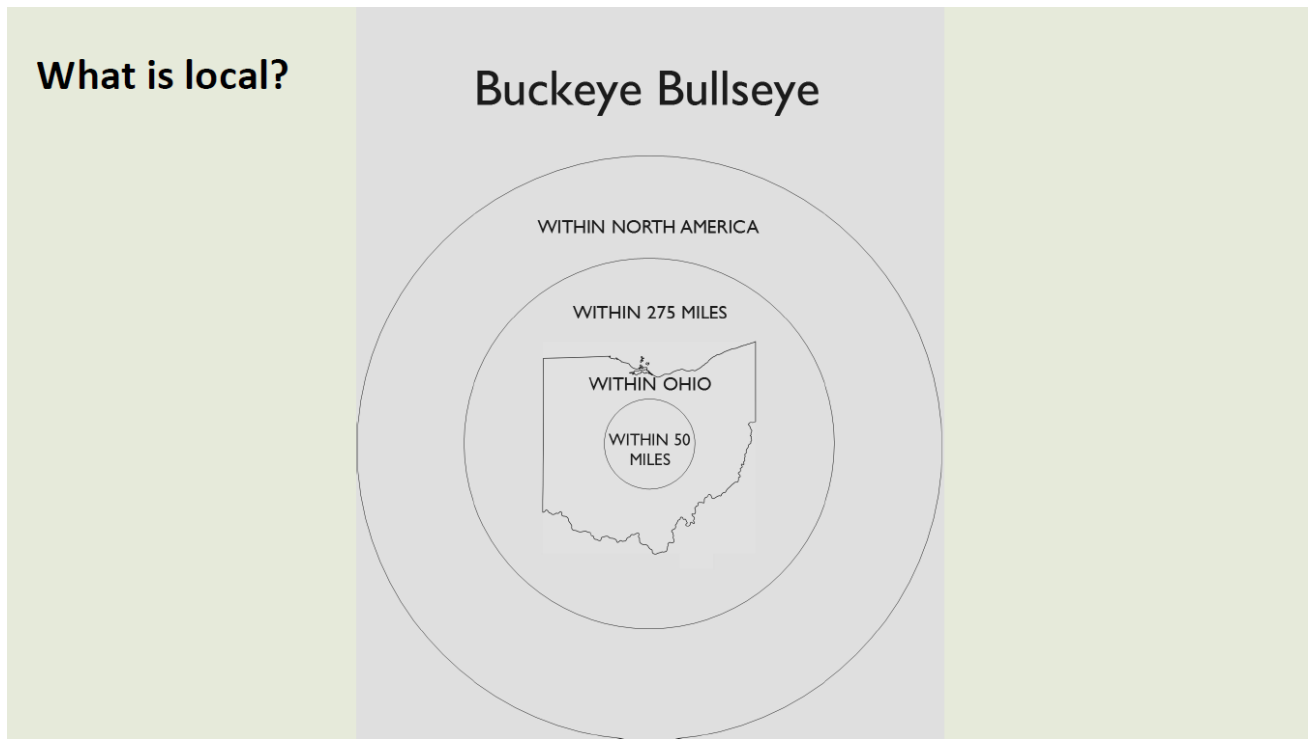 What is local?
Buckeye Bullseye
WITHIN NORTH AMERICA
WITHIN 275 MILES
WITHIN OHIO
WITHIN 50
MILES